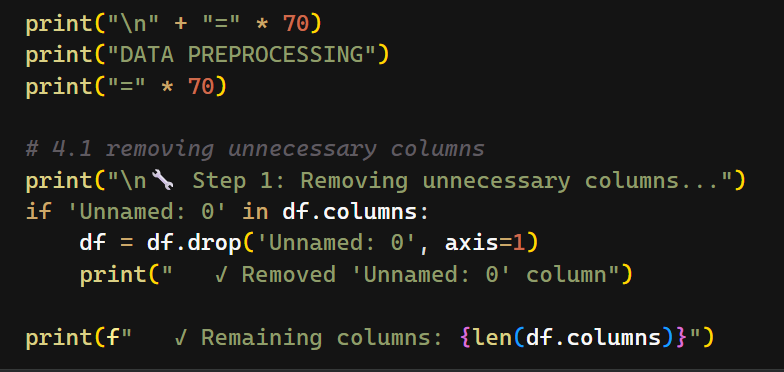 print("\n" + "=" * 70)
print("DATA PREPROCESSING")
print("=" * 70)
# 4.1 removing unnecessary columns
print("\n🔧 Step 1: Removing unnecessary columns...")
if 'Unnamed: 0' in df.columns:
    df = df.drop('Unnamed: 0', axis=1)
    print("   ✓ Removed 'Unnamed: 0' column")
print(f"   ✓ Remaining columns: {len(df.columns)}")